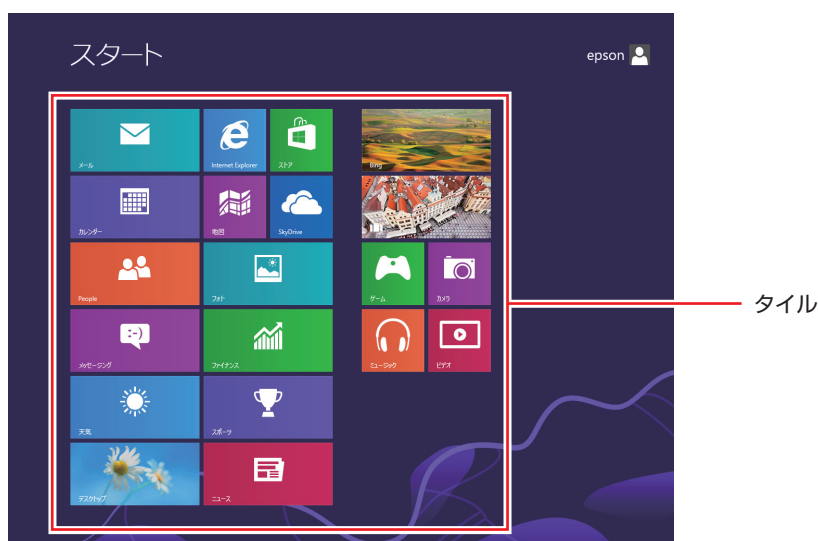 スタート
epson
メール
Internet Explorer
ストア
Bing
カレンダー
地図
SkyDrive
People
フォト
ゲーム
カメラ
タイル
メッセージング
ファイナンス
ミュージック
ビデオ
天気
スポーツ
デスクトップ
ニュース